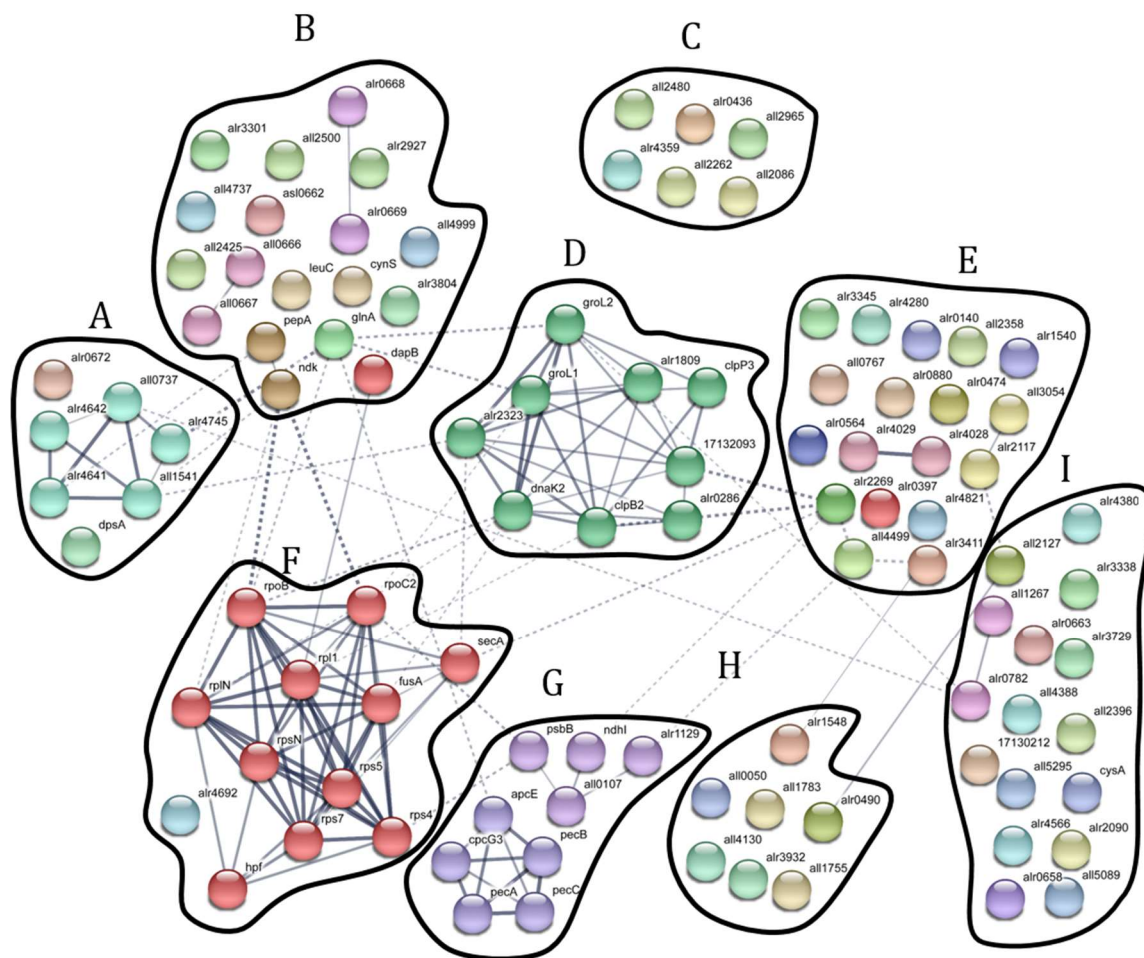 A
alr0672
all0737
alr4642
alr4745
alr4641
all1541
dpsA
B
alr0668
alr3301
all2500
alr2927
all4737
asl0662
alr0669
all4999
all2425
all0666
leuC
cynS
alr3804
all0667
pepA
glnA
dapB
ndk
C
all2480
alr0436
all2965
alr4359
all2262
all2086
D
groL2
alr1809
clpP3
groL1
alr2323
17132093
dnaK2
clpB2
alr0286
E
alr3345
alr4280
alr0140
all2358
alr1540
all0767
alr0880
alr0474
all3054
alr0564
alr4029
alr4028
alr2117
alr2269
alr0397
alr4821
all4499
alr3411
F
rpoB
rpoC2
secA
rpl1
rplN
fusA
rpsN
rps5
alr4692
rps7
rps4
hpf
G
psbB
ndhI
alr1129
all0107
apcE
cpcG3
pecB
pecA
pecC
H
alr1548
all0050
all1783
alr0490
all4130
alr3932
all1755
I
alr4380
all2127
alr3338
all1267
alr0663
alr3729
alr0782
all4388
all2396
17130212
all5295
cysA
alr4566
alr2090
alr0658
all5089